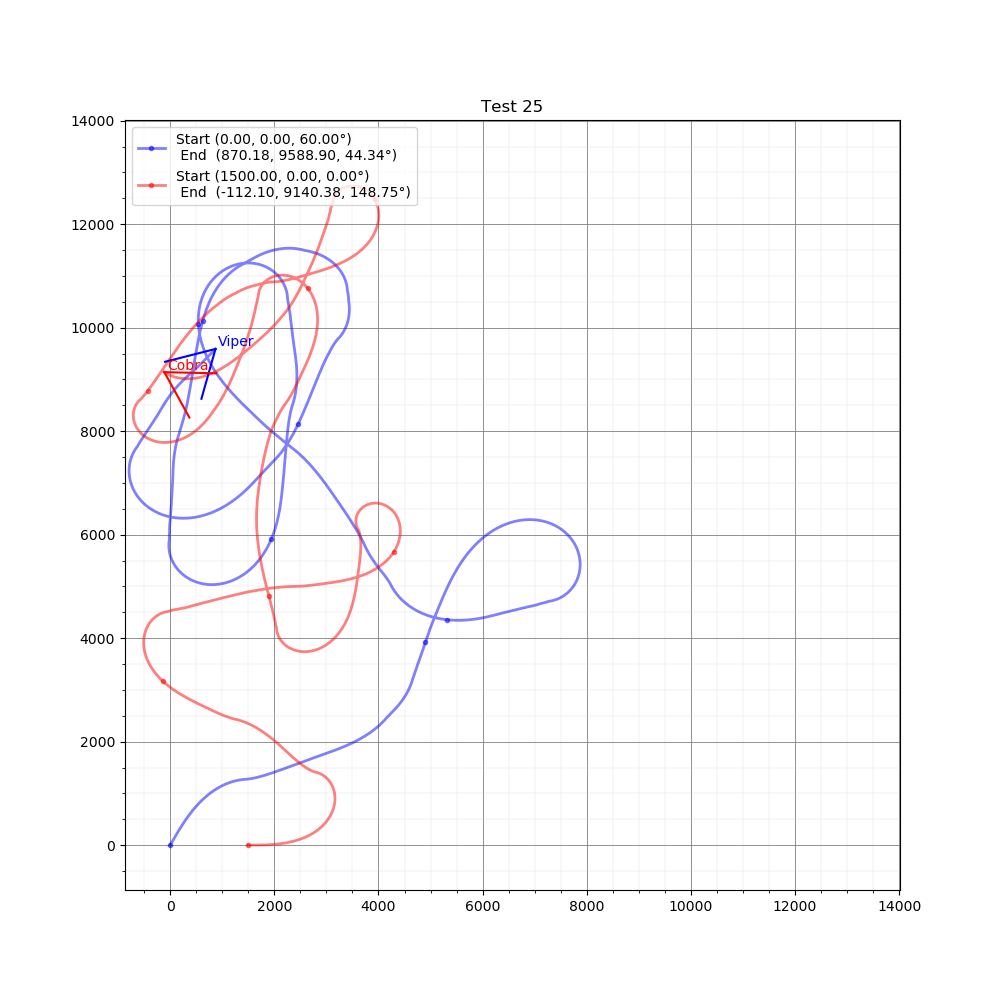 Test 25
Start (0.00, 0.00, 60.00°)
End (870.18, 9588.90, 44.34°)
Start (1500.00, 0.00, 0.00°)
End (-112.10, 9140.38, 148.75°)
14000
12000
10000
8000
6000
4000
2000
0
Viper
Cobra
0 2000 4000 6000 8000 10000 12000 14000